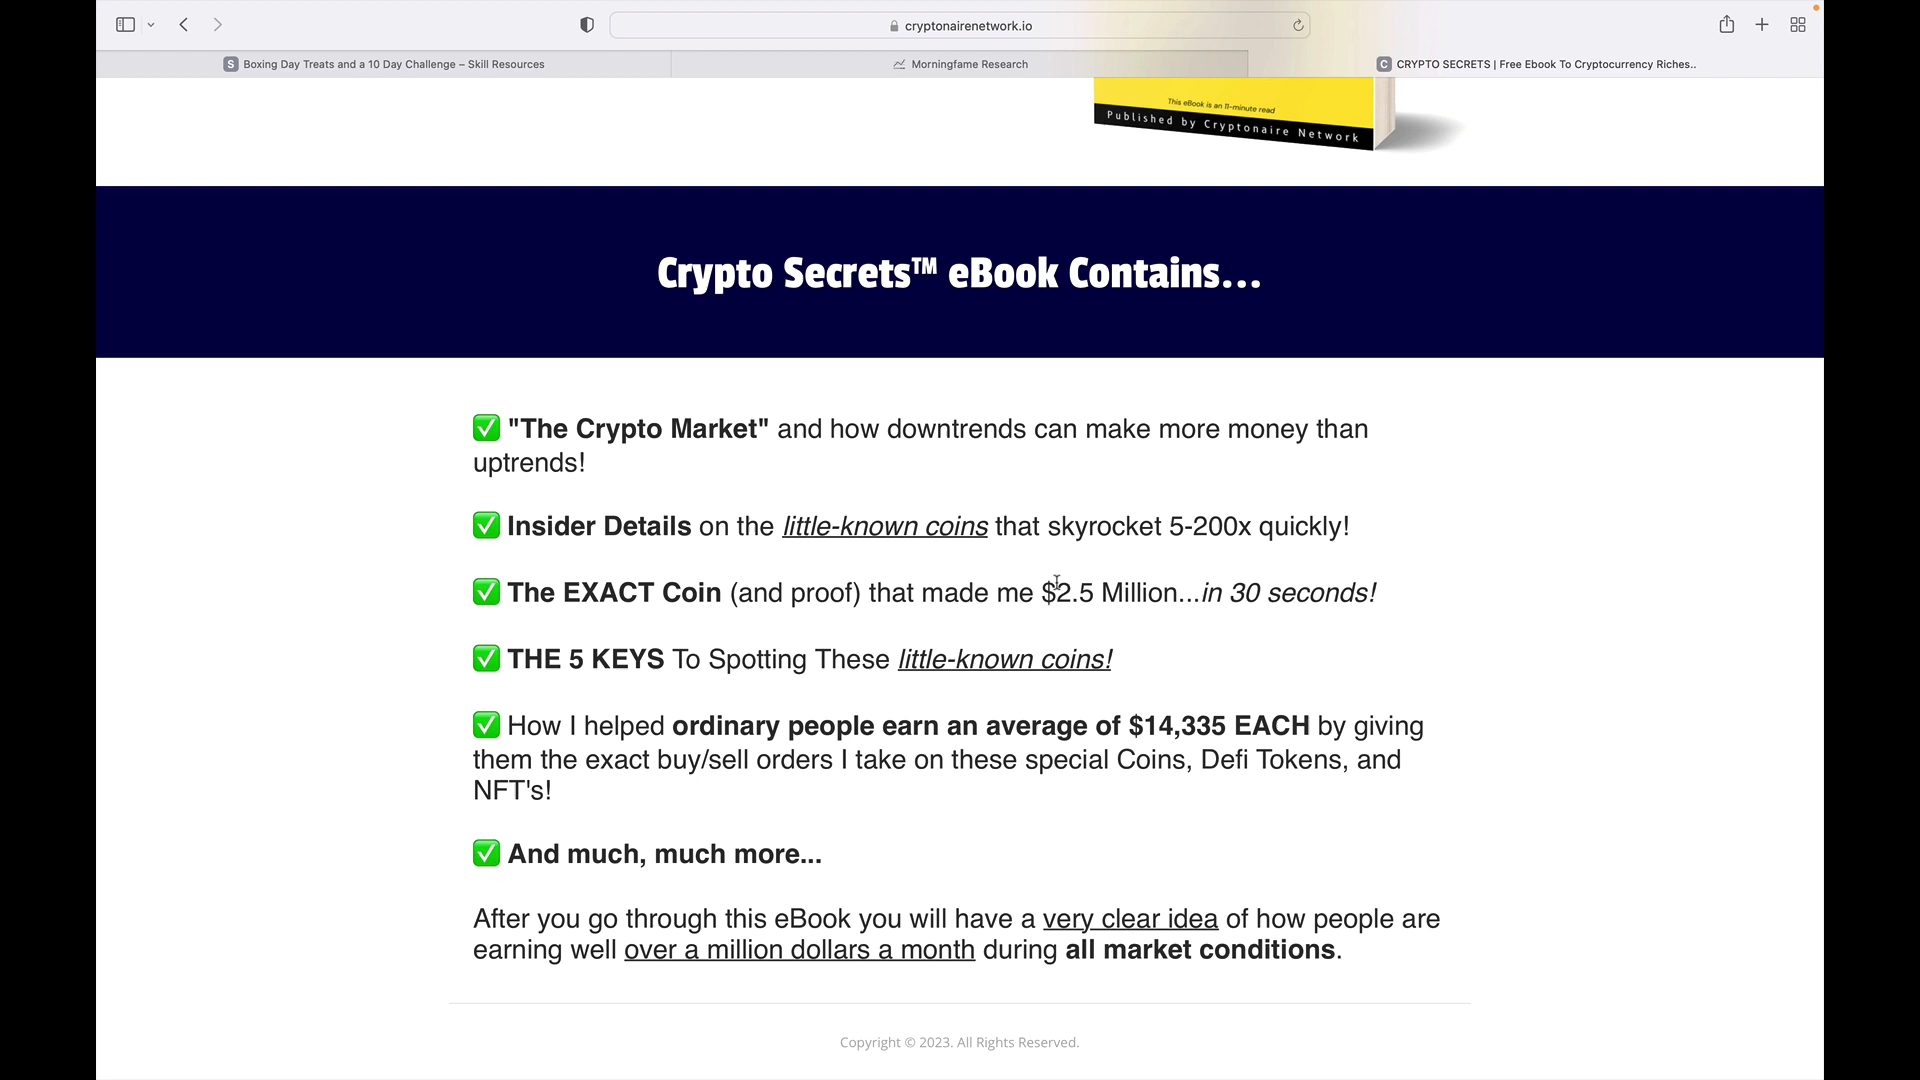 cryptonairenetwork.io
S Boxing Day Treats and a 10 Day Challenge – Skill Resources
Morningfame Research
C CRYPTO SECRETS | Free Ebook To Cryptocurrency Riches..
This eBook is an 11-minute read
Published by Cryptonaire Network
Crypto Secrets™ eBook Contains...
✅ "The Crypto Market" and how downtrends can make more money than
uptrends!
✅ Insider Details on the little-known coins that skyrocket 5-200x quickly!
✅ The EXACT Coin (and proof) that made me $2.5 Million...in 30 seconds!
✅ THE 5 KEYS To Spotting These little-known coins!
✅ How I helped ordinary people earn an average of $14,335 EACH by giving
them the exact buy/sell orders I take on these special Coins, Defi Tokens, and
NFT's!
✅ And much, much more...
After you go through this eBook you will have a very clear idea of how people are
earning well over a million dollars a month during all market conditions.
Copyright © 2023. All Rights Reserved.